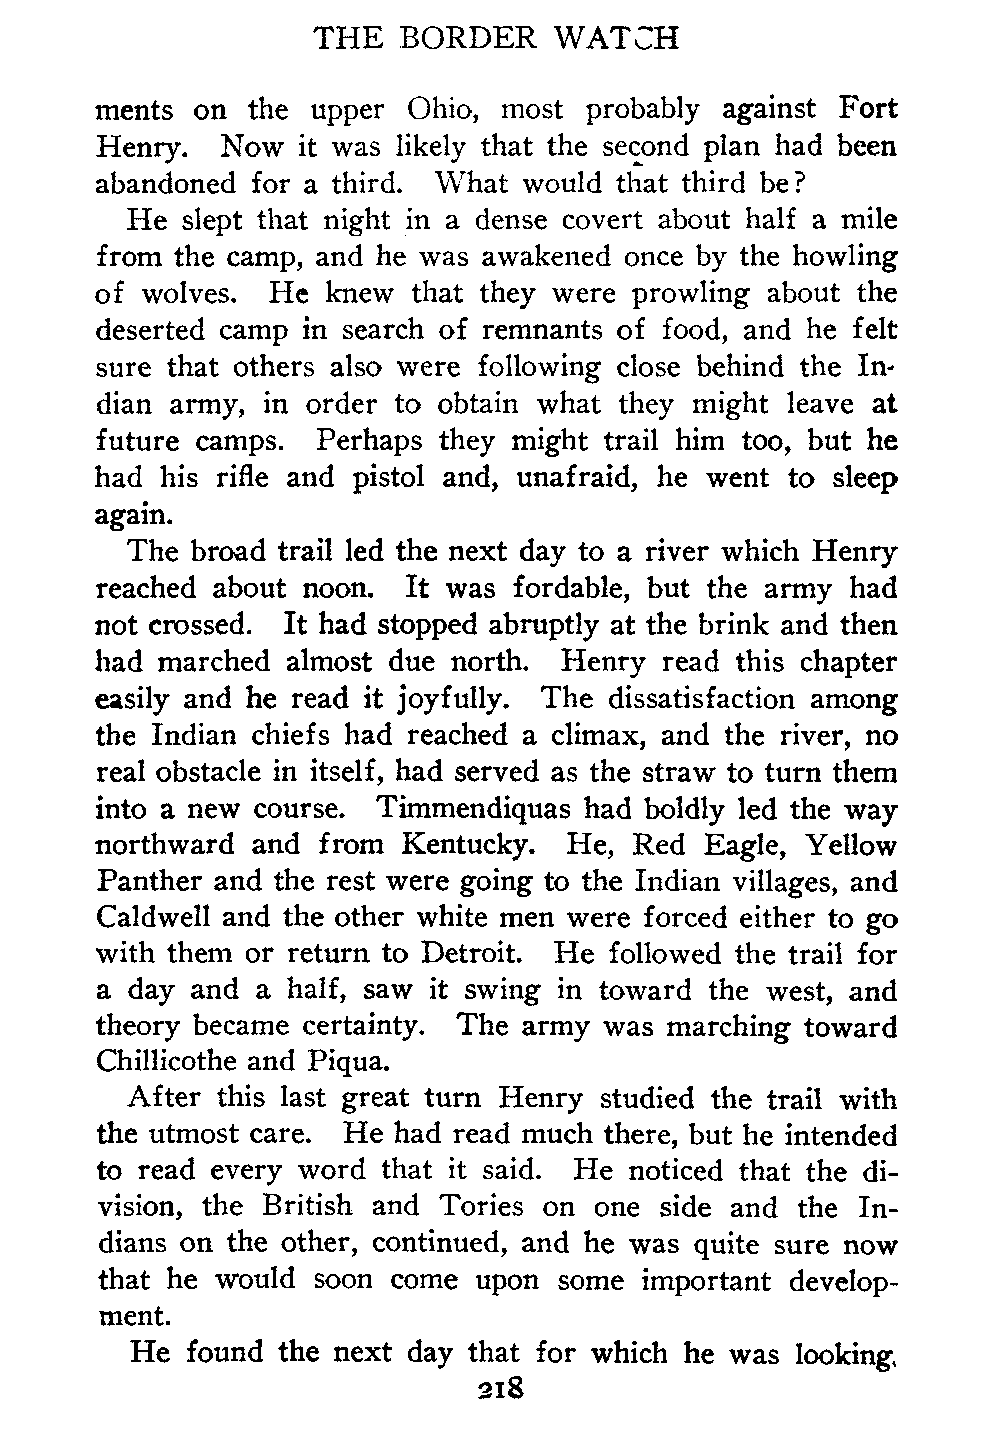 THE BORDER WATCH
ments on the upper Ohio, most probably against Fort
Henry. Now it was likely that the second plan had been
abandoned for a third. What would that third be?
He slept that night in a dense covert about half a mile
from the camp, and he was awakened once by the howling
of wolves. He knew that they were prowling about the
deserted camp in search of remnants of food, and he felt
sure that others also were following close behind the In-
dian army, in order to obtain what they might leave at
future camps. Perhaps they might trail him too, but he
had his rifle and pistol and, unafraid, he went to sleep
again.
The broad trail led the next day to a river which Henry
reached about noon. It was fordable, but the army had
not crossed. It had stopped abruptly at the brink and then
had marched almost due north. Henry read this chapter
easily and he read it joyfully. The dissatisfaction among
the Indian chiefs had reached a climax, and the river, no
real obstacle in itself, had served as the straw to turn them
into a new course. Timmendiquas had boldly led the way
northward and from Kentucky. He, Red Eagle, Yellow
Panther and the rest were going to the Indian villages, and
Caldwell and the other white men were forced either to go
with them or return to Detroit. He followed the trail for
a day and a half, saw it swing in toward the west, and
theory became certainty. The army was marching toward
Chillicothe and Piqua.
After this last great turn Henry studied the trail with
the utmost care. He had read much there, but he intended
to read every word that it said. He noticed that the di-
vision, the British and Tories on one side and the In-
dians on the other, continued, and he was quite sure now
that he would soon come upon some important develop-
ment.
He found the next day that for which he was looking,
218